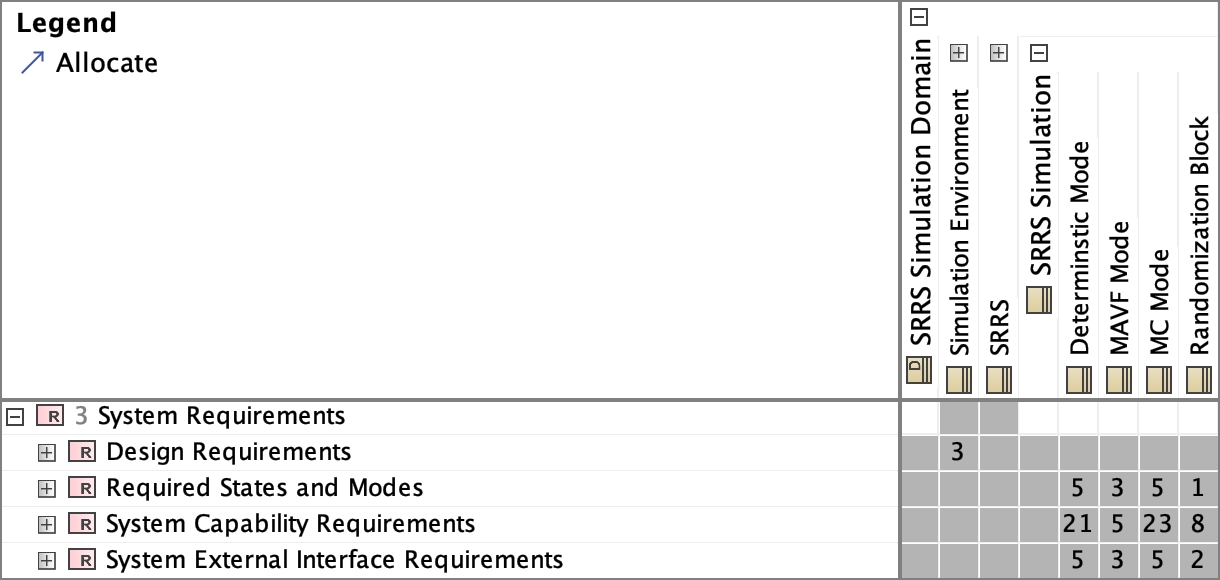 Legend
Allocate
SRRS Simulation Domain
Simulation Environment
SRRS
SRRS Simulation
Determinstic Mode
MAVF Mode
MC Mode
Randomization Block
D
R 3 System Requirements
R Design Requirements 3
R Required States and Modes 5 3 5 1
R System Capability Requirements 21 5 23 8
R System External Interface Requirements 5 3 5 2